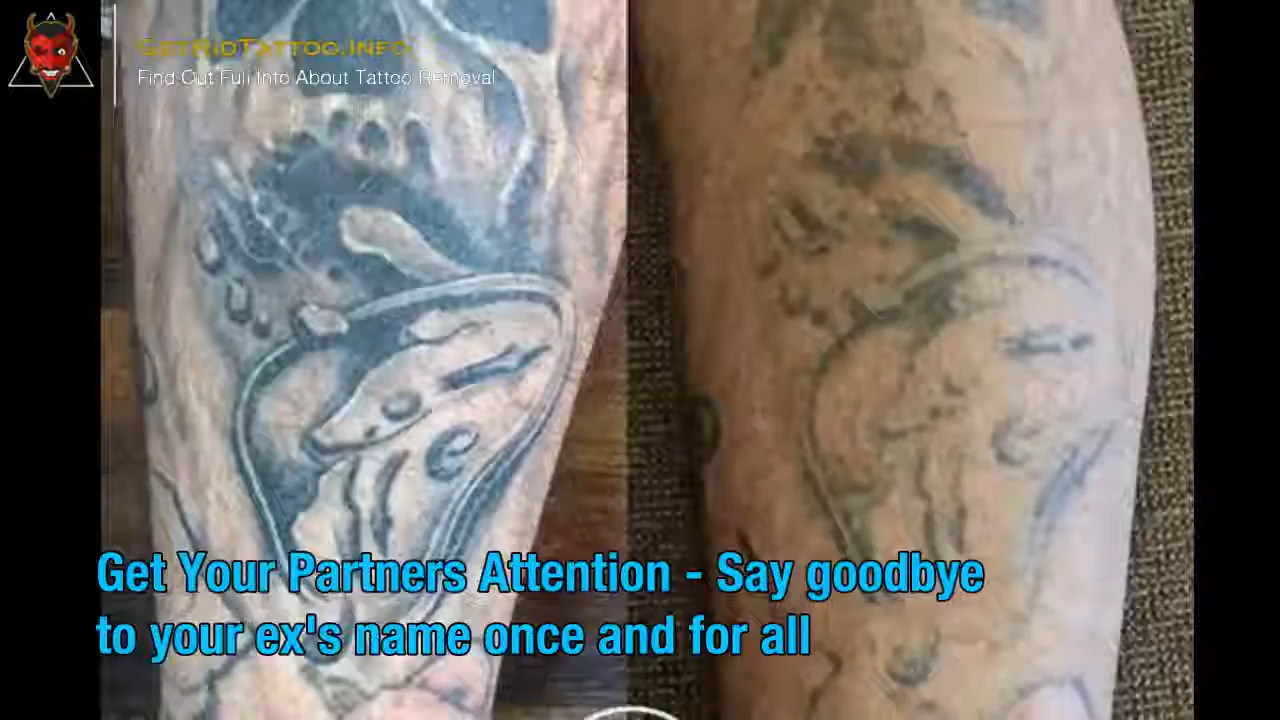 GetRidTattoo.Info
Find Out Full Info About Tattoo Removal
Get Your Partners Attention - Say goodbye
to your ex's name once and for all